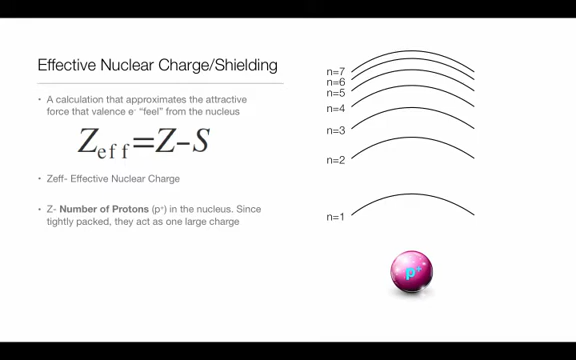 Effective Nuclear Charge/Shielding
• A calculation that approximates the attractive
force that valence e- "feel" from the nucleus
Zeff=Z-S
• Zeff- Effective Nuclear Charge
• Z- Number of Protons (p+) in the nucleus. Since
tightly packed, they act as one large charge
n=7
n=6
n=5
n=4
n=3
n=2
n=1
p+